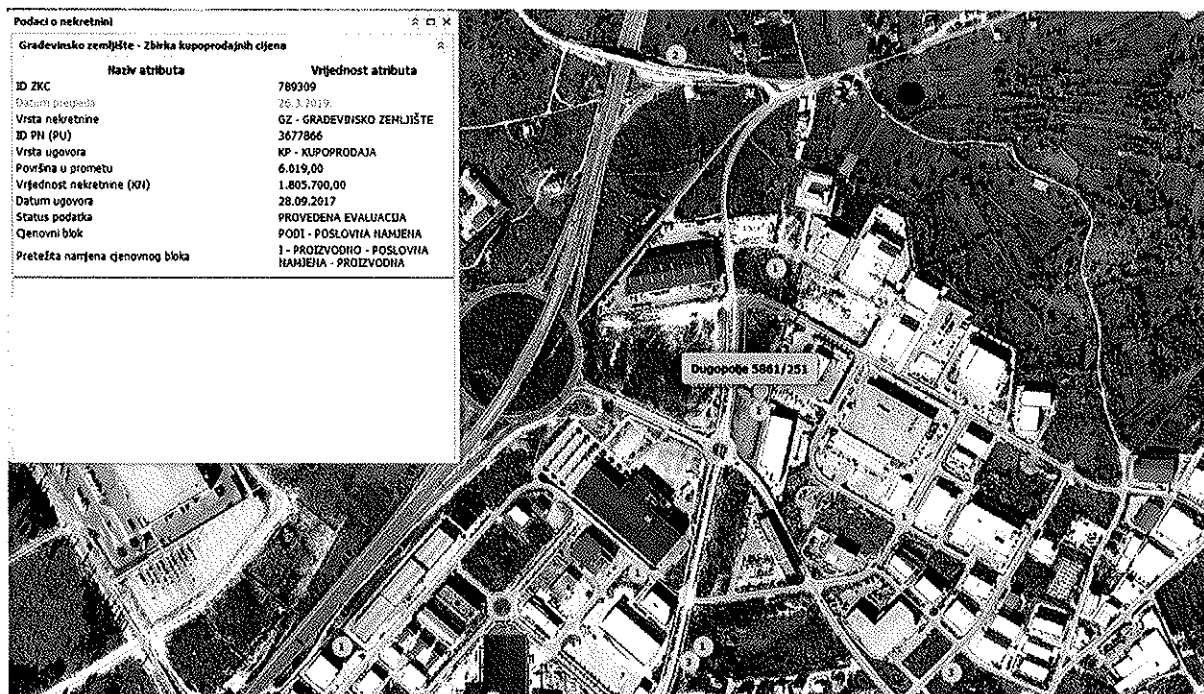 Podaci o nekretnini
Građevinsko zemljište - Zbirka kupoprodajnih cijena
Naziv atributa Vrijednost atributa
ID ZKC 789309
Datum pregleda 26.3.2019.
Vrsta nekretnine GZ - GRAĐEVINSKO ZEMLJIŠTE
ID PN (PU) 3677866
Vrsta ugovora KP - KUPOPRODAJA
Površina u prometu 6.019,00
Vrijednost nekretnine (KN) 1.805.700,00
Datum ugovora 28.09.2017
Status podatka PROVEDENA EVALUACIJA
Cjenovni blok PODI - POSLOVNA NAMJENA
Pretežita namjena cjenovnog bloka I - PROIZVODNO - POSLOVNA
NAMJENA - PROIZVODNA
2
Dugopolje 5881/251